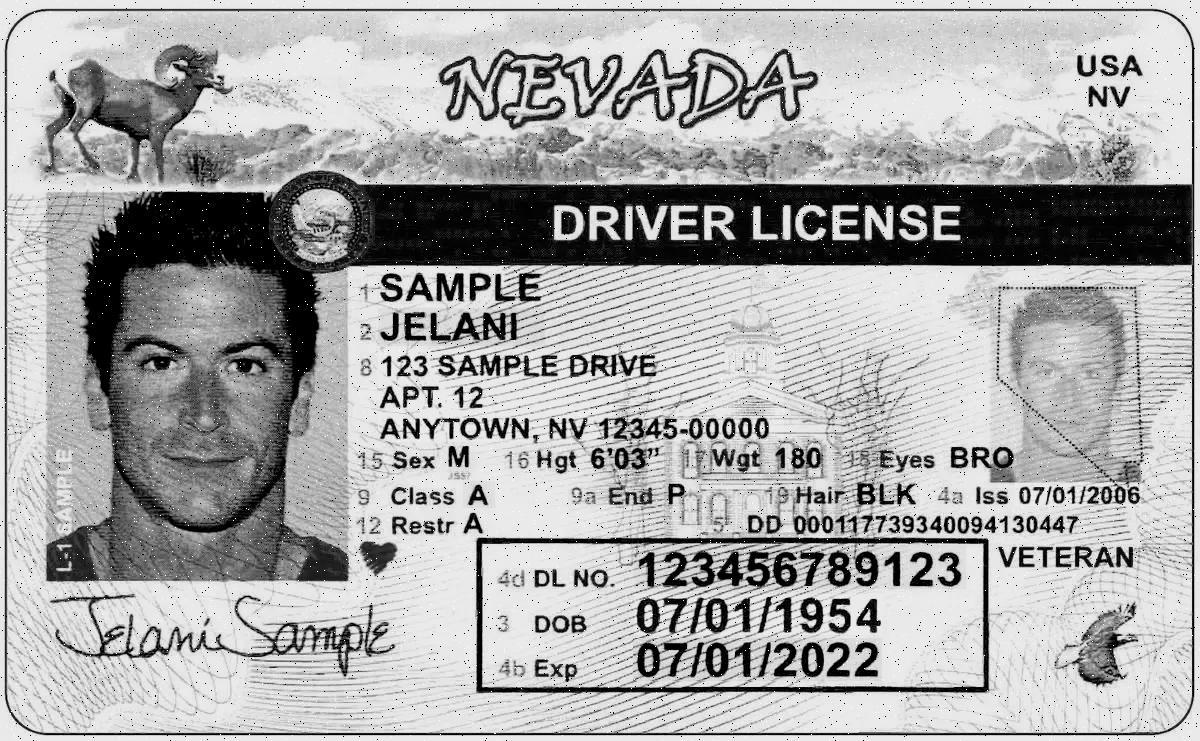 NEVADA
USA
NV
DRIVER LICENSE
1 SAMPLE
2 JELANI
8 123 SAMPLE DRIVE
APT. 12
ANYTOWN, NV 12345-00000
15 Sex M 16 Hgt 6'03" 17 Wgt 180 18 Eyes BRO
9 Class A 9a End P 19 Hair BLK 4a Iss 07/01/2006
12 Restr A 5 DD 000117739340094130447
VETERAN
4d DL NO. 123456789123
3 DOB 07/01/1954
4b Exp 07/01/2022
SAMPLE
Jelani Sample